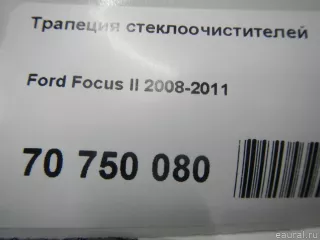 Трапеция стеклоочистителей
Ford Focus II 2008-2011
70 750 080
eaural.ru